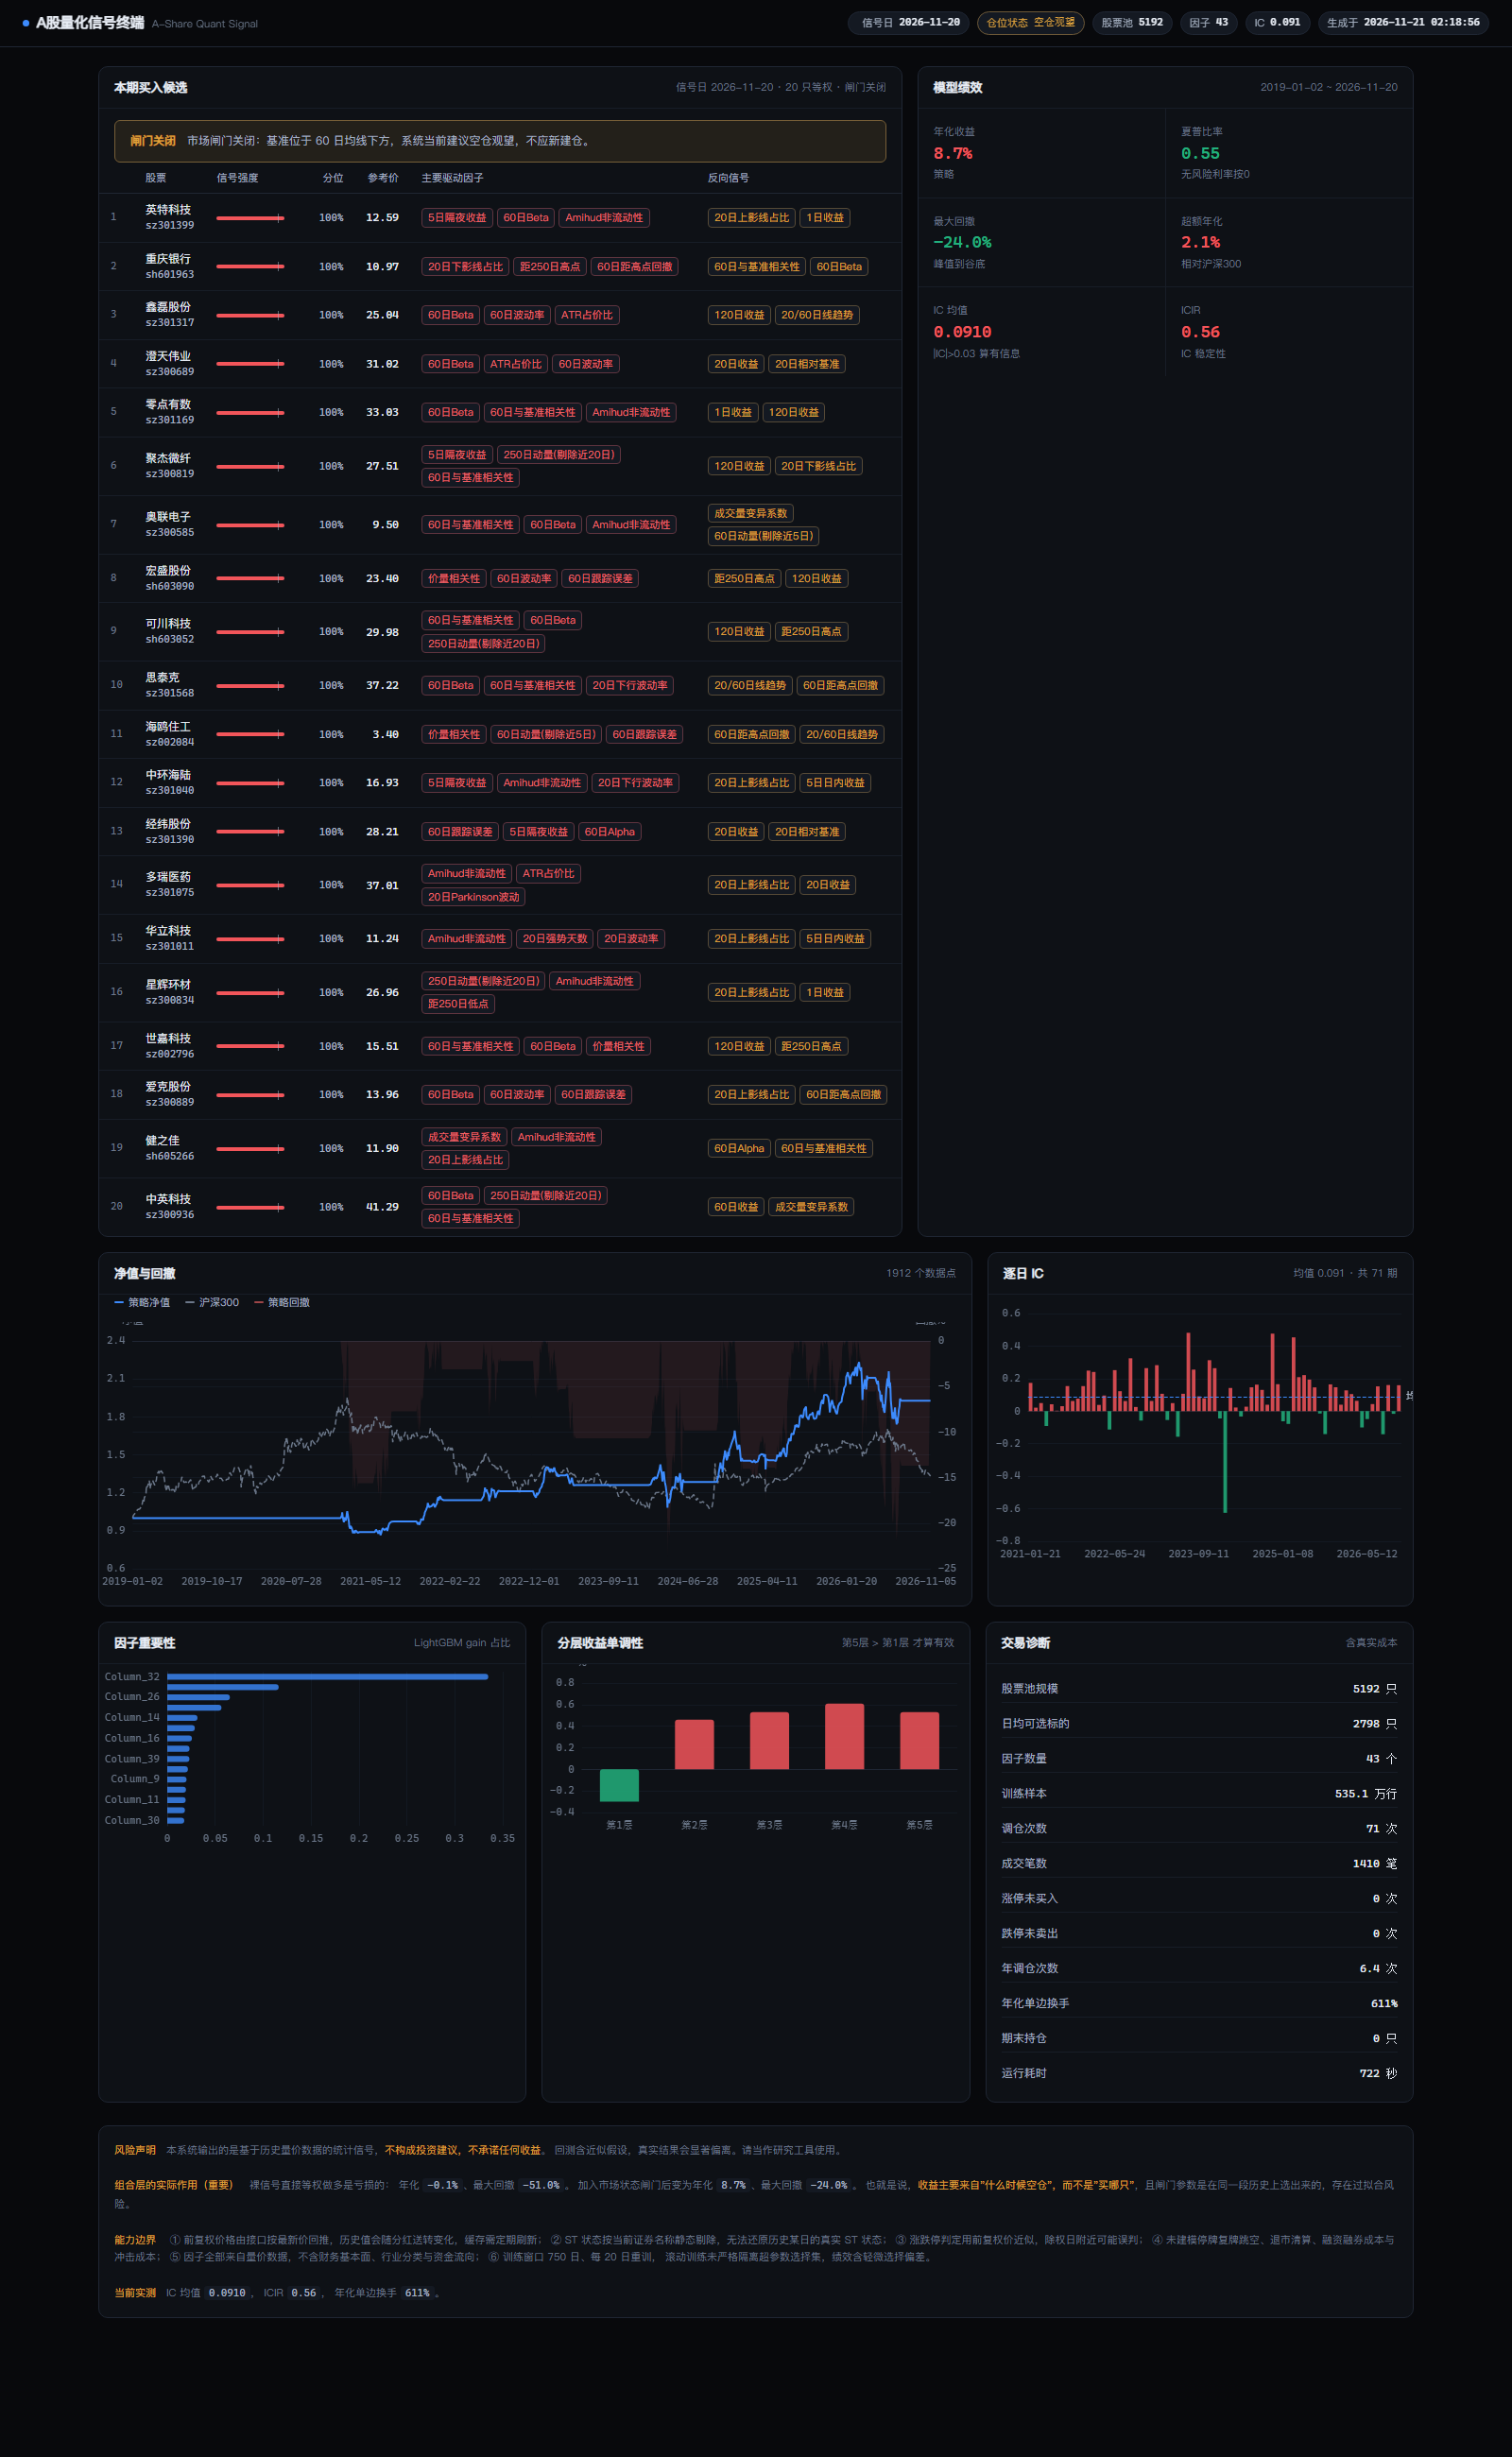 A股量化信号终端 A-Share Quant Signal
信号日 2026-11-20 仓位状态 空仓观望 股票池 5192 因子 43 IC 0.091 生成于 2026-11-21 02:18:56
本期买入候选 信号日 2026-11-20 · 20 只等权 · 闸门关闭
闸门关闭 市场闸门关闭：基准位于 60 日均线下方，系统当前建议空仓观望，不应新建仓。
股票 信号强度 分位 参考价 主要驱动因子 反向信号
1 英特科技 sz301399 100% 12.59 5日隔夜收益 60日Beta Amihud非流动性 20日上影线占比 1日收益
2 重庆银行 sh601963 100% 10.97 20日下影线占比 距250日高点 60日距高点回撤 60日与基准相关性 60日Beta
3 鑫磊股份 sz301317 100% 25.04 60日Beta 60日波动率 ATR占价比 120日收益 20/60日线趋势
4 澄天伟业 sz300689 100% 31.02 60日Beta ATR占价比 60日波动率 20日收益 20日相对基准
5 零点有数 sz301169 100% 33.03 60日Beta 60日与基准相关性 Amihud非流动性 1日收益 120日收益
6 聚杰微纤 sz300819 100% 27.51 5日隔夜收益 250日动量(剔除近20日) 60日与基准相关性 120日收益 20日下影线占比
7 奥联电子 sz300585 100% 9.50 60日与基准相关性 60日Beta Amihud非流动性 成交量变异系数 60日动量(剔除近5日)
8 宏盛股份 sh603090 100% 23.40 价量相关性 60日波动率 60日跟踪误差 距250日高点 120日收益
9 可川科技 sh603052 100% 29.98 60日与基准相关性 60日Beta 250日动量(剔除近20日) 120日收益 距250日高点
10 思泰克 sz301568 100% 37.22 60日Beta 60日与基准相关性 20日下行波动率 20/60日线趋势 60日距高点回撤
11 海鸥住工 sz002084 100% 3.40 价量相关性 60日动量(剔除近5日) 60日跟踪误差 60日距高点回撤 20/60日线趋势
12 中环海陆 sz301040 100% 16.93 5日隔夜收益 Amihud非流动性 20日下行波动率 20日上影线占比 5日日内收益
13 经纬股份 sz301390 100% 28.21 60日跟踪误差 5日隔夜收益 60日Alpha 20日收益 20日相对基准
14 多瑞医药 sz301075 100% 37.01 Amihud非流动性 ATR占价比 20日Parkinson波动 20日上影线占比 20日收益
15 华立科技 sz301011 100% 11.24 Amihud非流动性 20日强势天数 20日波动率 20日上影线占比 5日日内收益
16 星辉环材 sz300834 100% 26.96 250日动量(剔除近20日) Amihud非流动性 距250日低点 20日上影线占比 1日收益
17 世嘉科技 sz002796 100% 15.51 60日与基准相关性 60日Beta 价量相关性 120日收益 距250日高点
18 爱克股份 sz300889 100% 13.96 60日Beta 60日波动率 60日跟踪误差 20日上影线占比 60日距高点回撤
19 健之佳 sh605266 100% 11.90 成交量变异系数 Amihud非流动性 20日上影线占比 60日Alpha 60日与基准相关性
20 中英科技 sz300936 100% 41.29 60日Beta 250日动量(剔除近20日) 60日与基准相关性 60日收益 成交量变异系数
模型绩效 2019-01-02 ~ 2026-11-20
年化收益 夏普比率
8.7% 0.55
策略 无风险利率按0
最大回撤 超额年化
-24.0% 2.1%
峰值到谷底 相对沪深300
IC 均值 ICIR
0.0910 0.56
|IC|>0.03 算有信息 IC 稳定性
净值与回撤 1912 个数据点
策略净值 沪深300 策略回撤
2.4 0
2.1 -5
1.8 -10
1.5 -15
1.2
0.9 -20
0.6 -25
2019-01-02 2019-10-17 2020-07-28 2021-05-12 2022-02-22 2022-12-01 2023-09-11 2024-06-28 2025-04-11 2026-01-20 2026-11-05
逐日 IC 均值 0.091 · 共 71 期
0.6
0.4
0.2
0
-0.2
-0.4
-0.6
-0.8
2021-01-21 2022-05-24 2023-09-11 2025-01-08 2026-05-12
因子重要性 LightGBM gain 占比
Column_32
Column_26
Column_14
Column_16
Column_39
Column_9
Column_11
Column_30
0 0.05 0.1 0.15 0.2 0.25 0.3 0.35
分层收益单调性 第5层 > 第1层 才算有效
%
0.8
0.6
0.4
0.2
0
-0.2
-0.4
第1层 第2层 第3层 第4层 第5层
交易诊断 含真实成本
股票池规模 5192 只
日均可选标的 2798 只
因子数量 43 个
训练样本 535.1 万行
调仓次数 71 次
成交笔数 1410 笔
涨停未买入 0 次
跌停未卖出 0 次
年调仓次数 6.4 次
年化单边换手 611%
期末持仓 0 只
运行耗时 722 秒
风险声明 本系统输出的是基于历史量价数据的统计信号，不构成投资建议，不承诺任何收益。 回测含近似假设，真实结果会显著偏离。请当作研究工具使用。
组合层的实际作用（重要） 裸信号直接等权做多是亏损的： 年化 -0.1% 、最大回撤 -51.0% 。 加入市场状态闸门后变为年化 8.7% 、最大回撤 -24.0% 。 也就是说，收益主要来自"什么时候空仓"，而不是"买哪只"，且闸门参数是在同一段历史上选出来的，存在过拟合风
险。
能力边界 ① 前复权价格由接口按最新价回推，历史值会随分红送转变化，缓存需定期刷新； ② ST 状态按当前证券名称静态剔除，无法还原历史某日的真实 ST 状态； ③ 涨跌停判定用前复权价近似，除权日附近可能误判； ④ 未建模停牌复牌跳空、退市清算、融资融券成本与
冲击成本； ⑤ 因子全部来自量价数据，不含财务基本面、行业分类与资金流向； ⑥ 训练窗口 750 日、每 20 日重训， 滚动训练未严格隔离超参数选择集，绩效含轻微选择偏差。
当前实测 IC 均值 0.0910 ， ICIR 0.56 ， 年化单边换手 611% 。